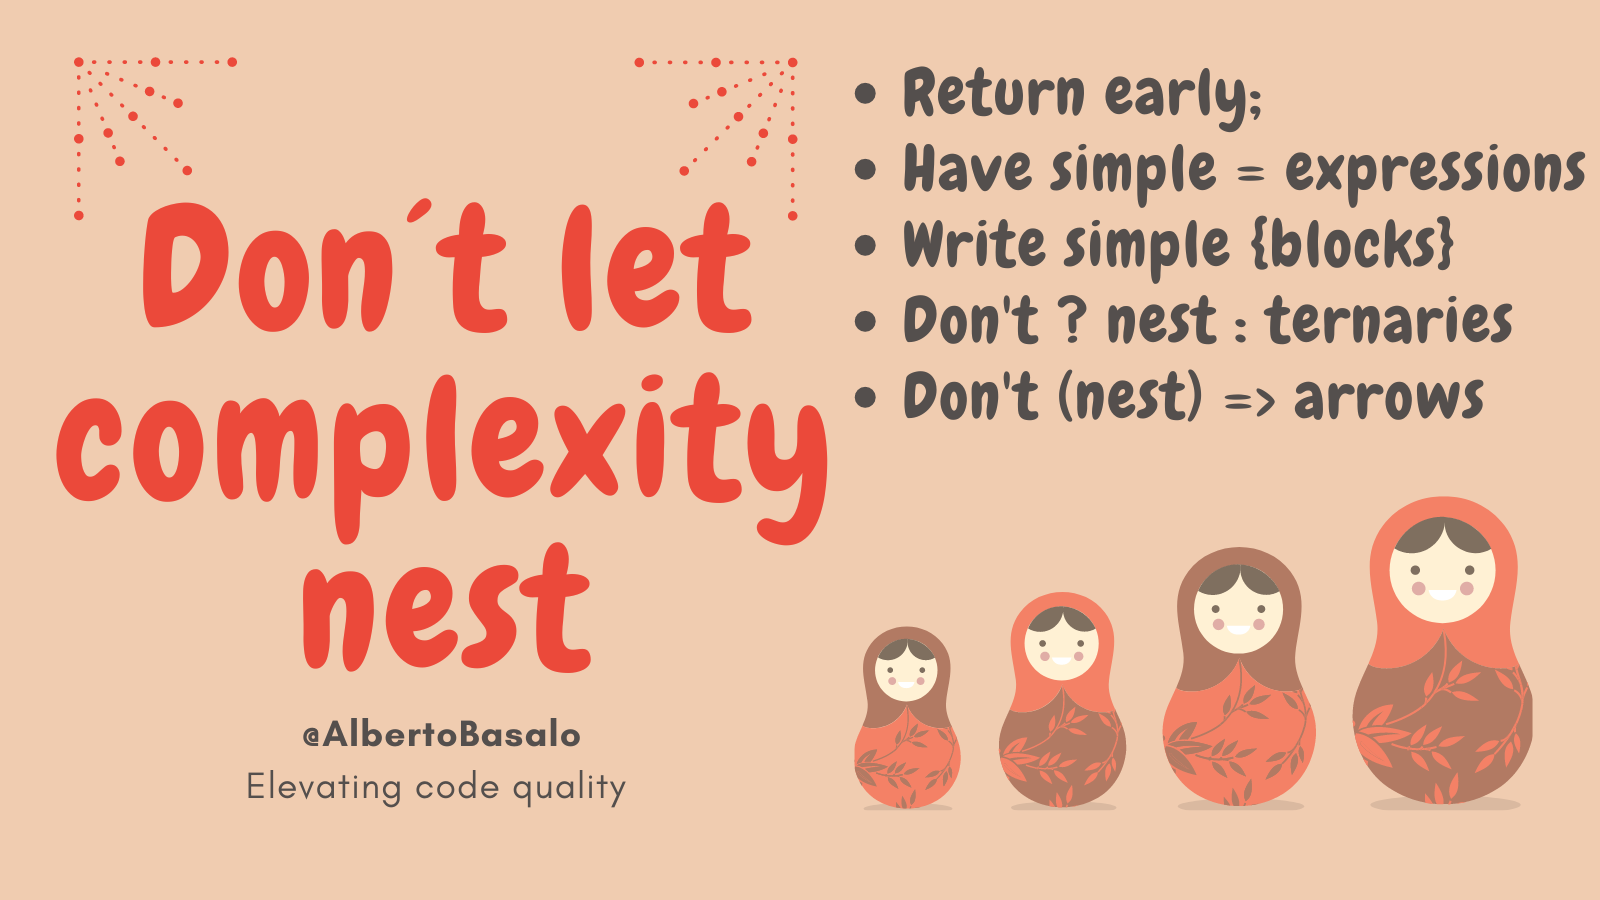 Don´t let
complexity
nest
@AlbertoBasalo
Elevating code quality
• Return early;
• Have simple = expressions
• Write simple {blocks}
• Don't ? nest : ternaries
• Don't (nest) => arrows